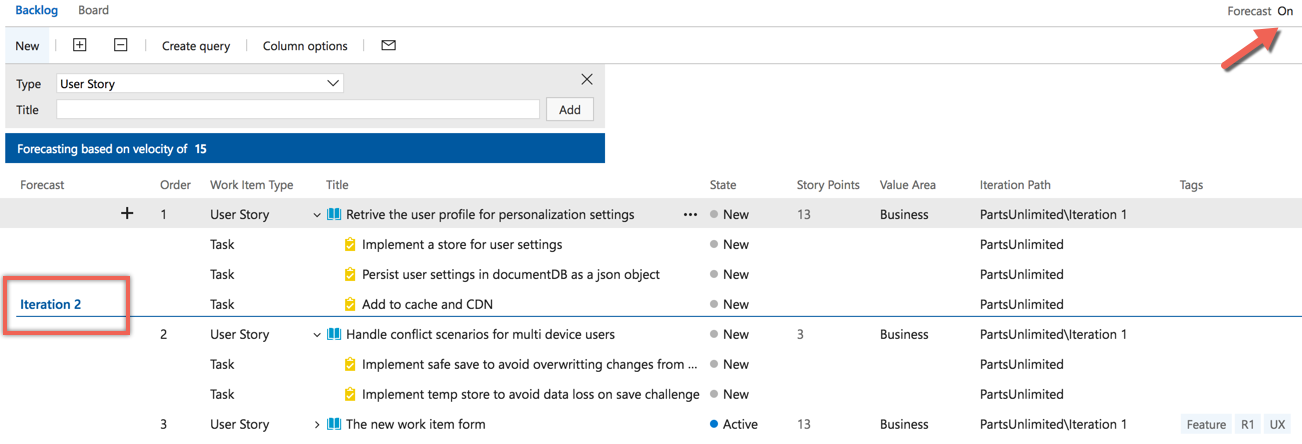 Backlog Board Forecast On
New Create query Column options
Type User Story
Title Add
Forecasting based on velocity of 15
Forecast Order Work Item Type Title State Story Points Value Area Iteration Path Tags
1 User Story Retrive the user profile for personalization settings ... New 13 Business PartsUnlimited\Iteration 1
Task Implement a store for user settings New PartsUnlimited
Task Persist user settings in documentDB as a json object New PartsUnlimited
Iteration 2 Task Add to cache and CDN New PartsUnlimited
2 User Story Handle conflict scenarios for multi device users New 3 Business PartsUnlimited\Iteration 1
Task Implement safe save to avoid overwritting changes from ... New PartsUnlimited
Task Implement temp store to avoid data loss on save challenge New PartsUnlimited
3 User Story The new work item form Active 13 Business PartsUnlimited\Iteration 1 Feature R1 UX